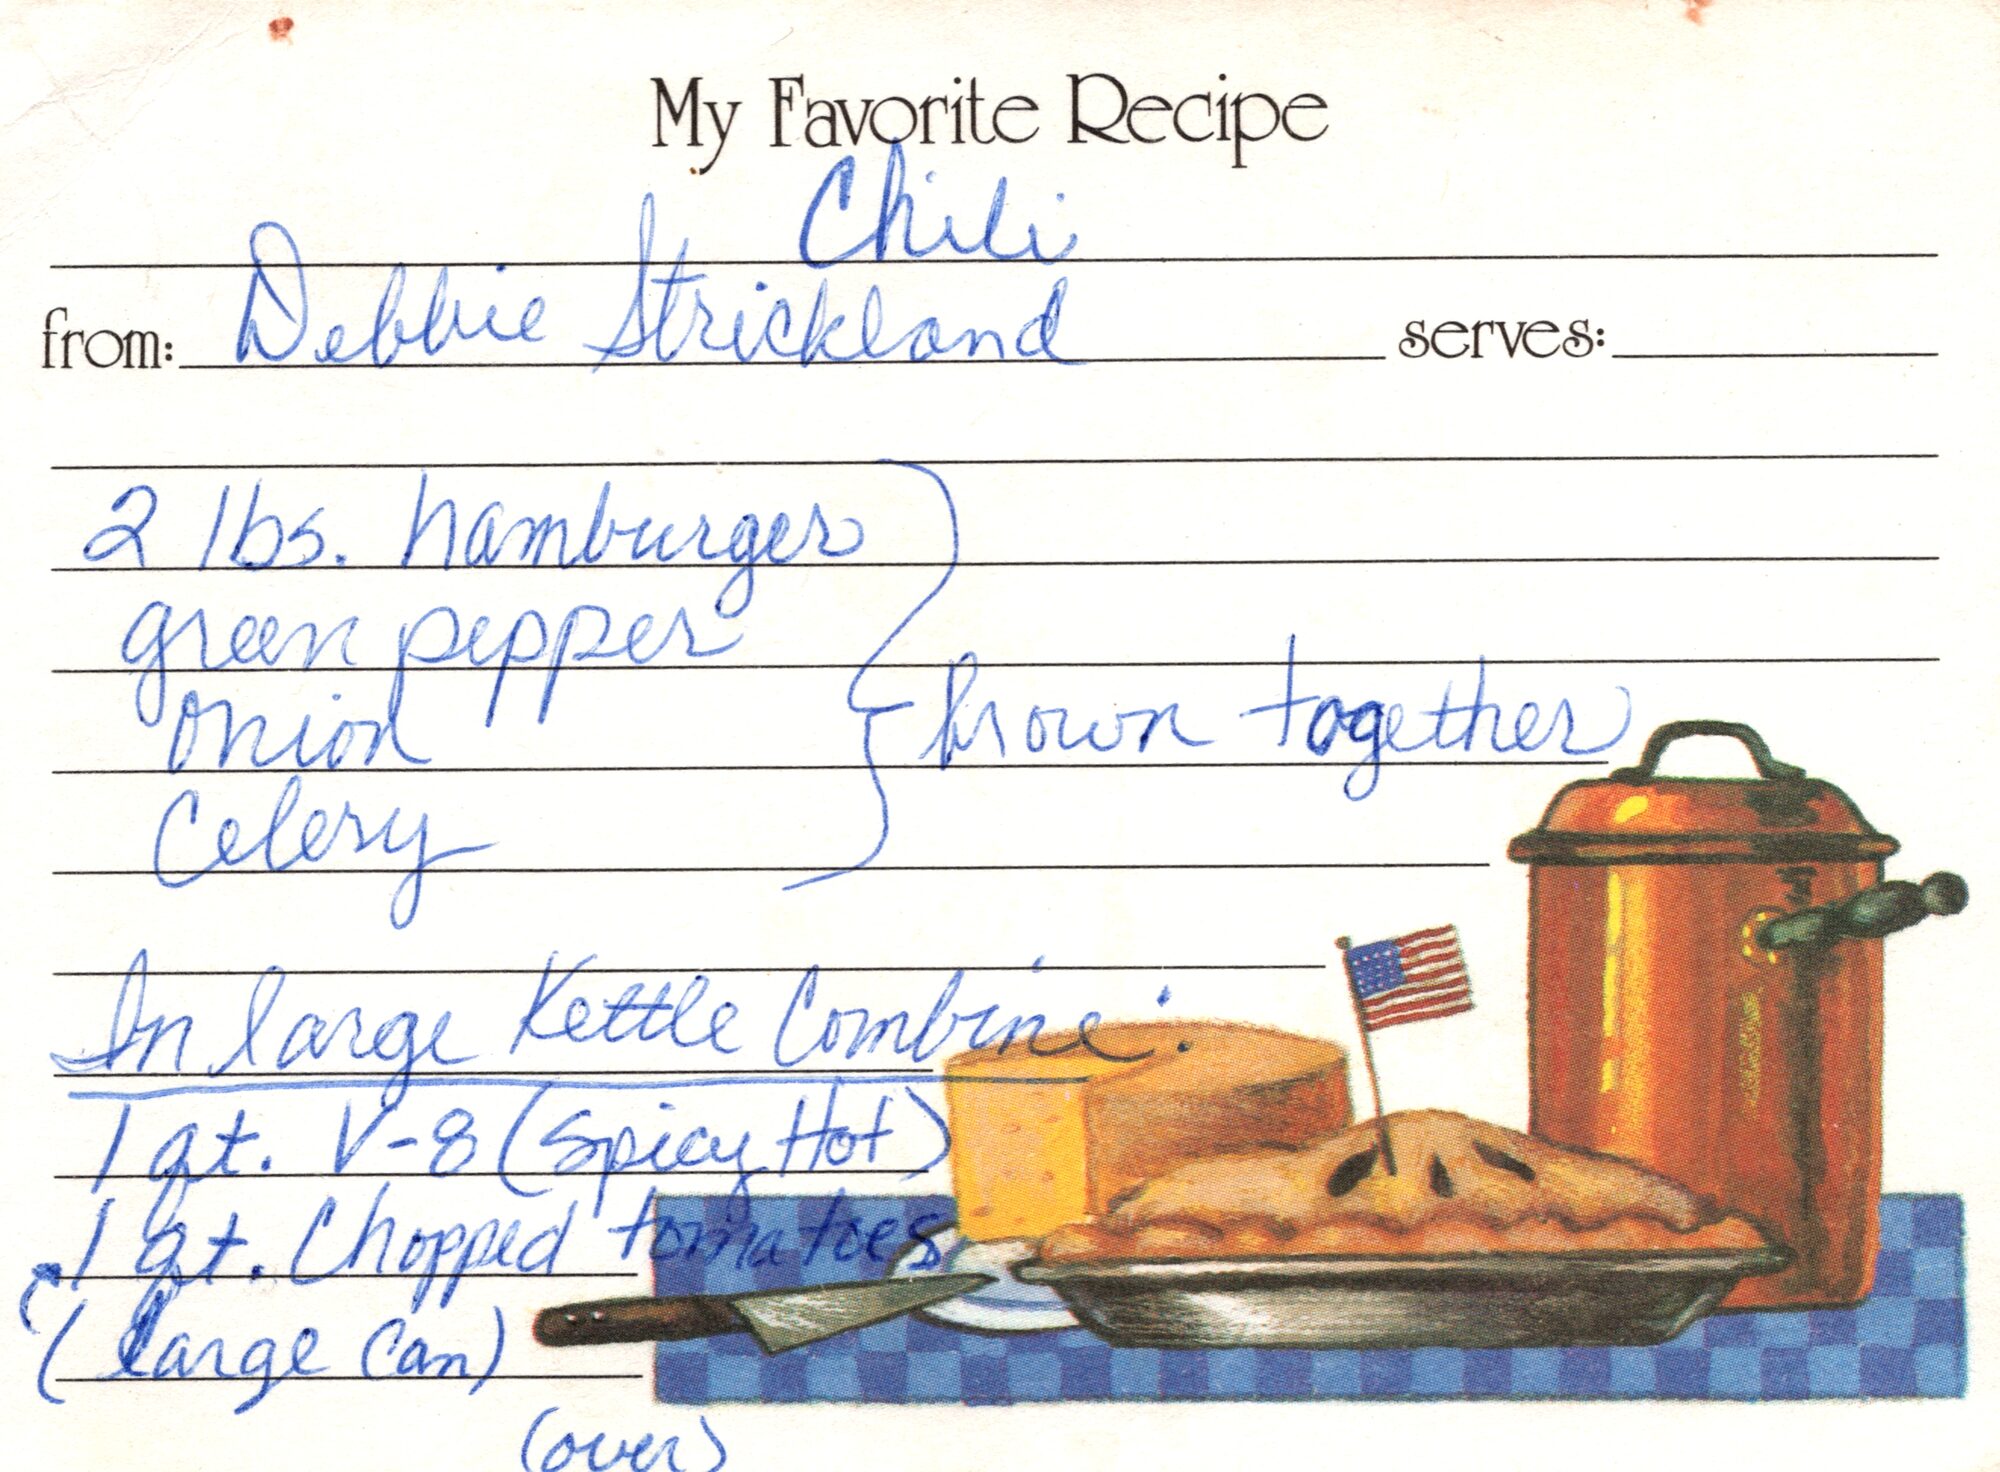 My Favorite Recipe
Chili
from: Debbie Strickland serves:
2 lbs. hamburger
green pepper
onion brown together
Celery
In large Kettle Combine:
1 qt. V-8 (Spicy Hot)
1 qt. Chopped tomatoes
(large can)
(over)